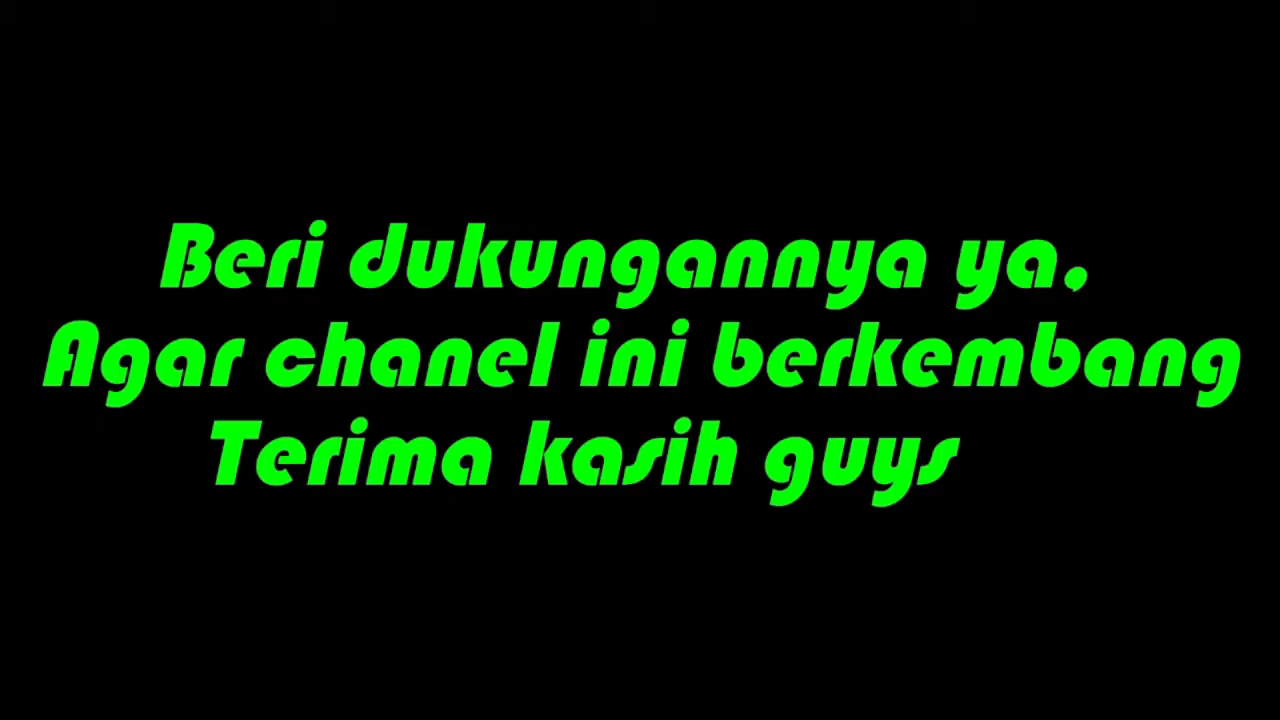 Beri dukungannya ya,
Agar chanel ini berkembang
Terima kasih guys